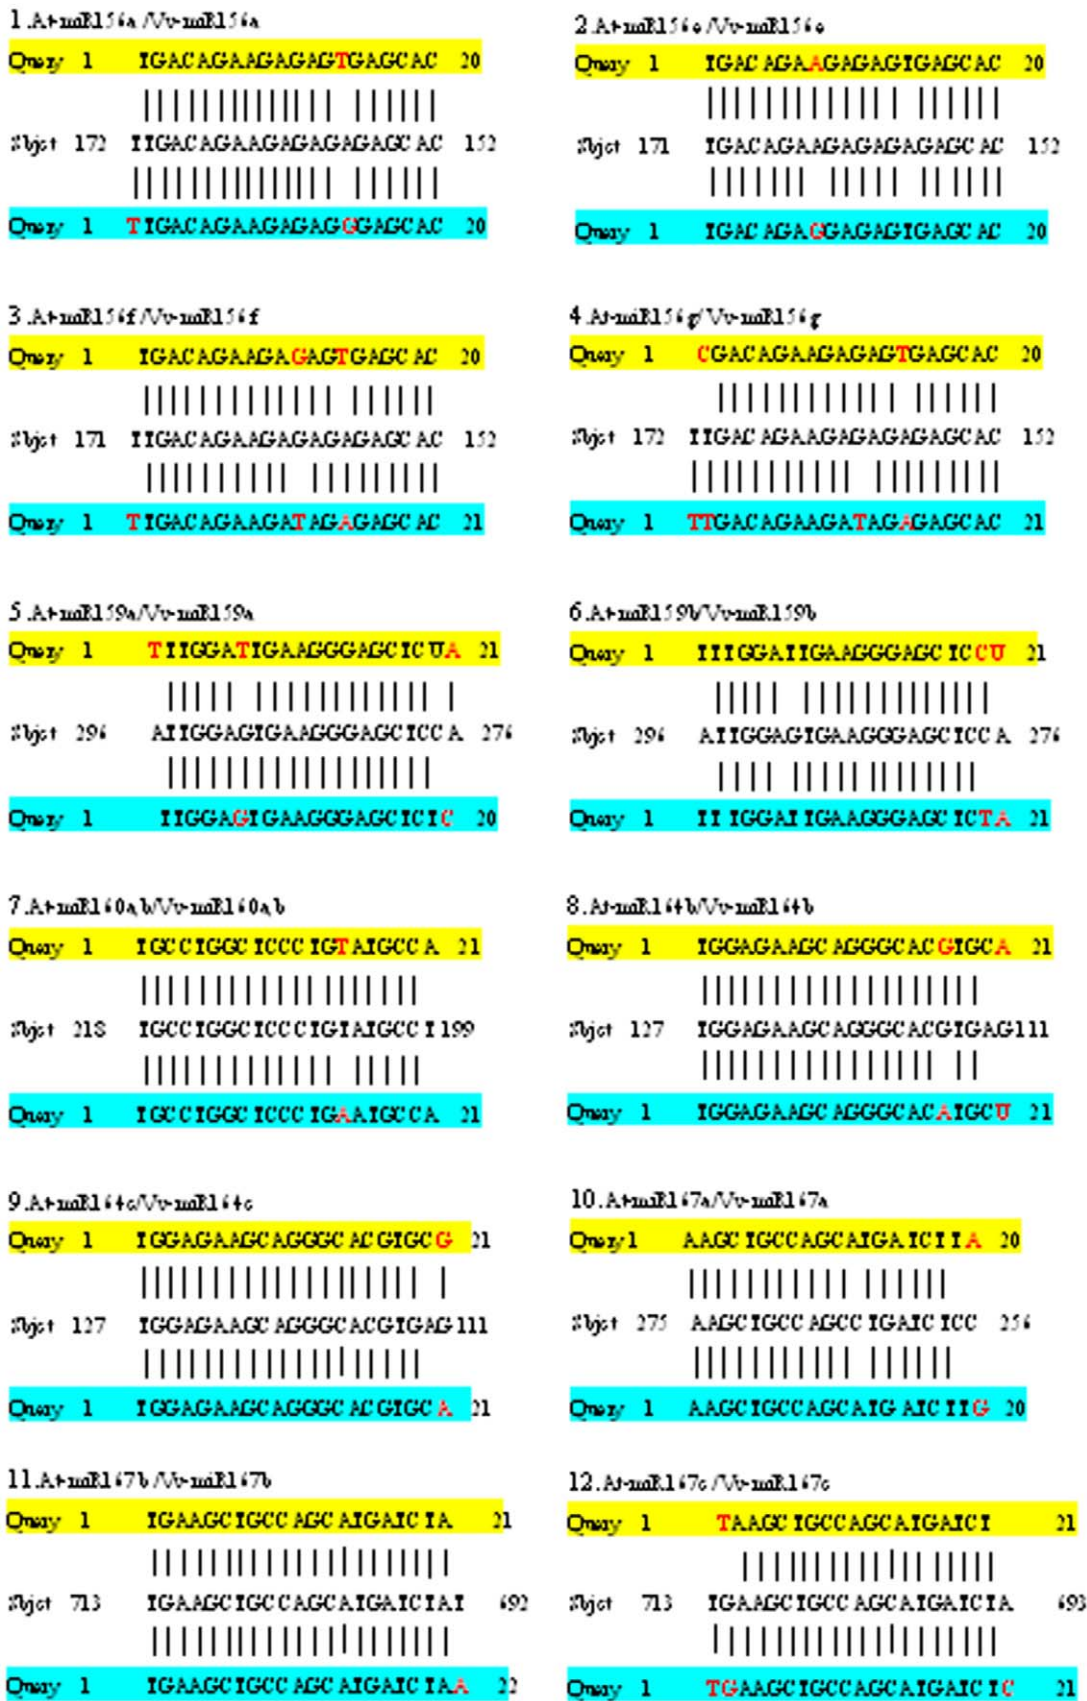 1.At-miR156a/Vv-miR156a
Query 1 TGACAGAAGAGAGTGAGCAC 20
Sbjct 172 TTGACAGAAGAGAGAGAGCAC 152
Query 1 TTGACAGAAGAGAGGGAGCAC 20
2.At-miR156e/Vv-miR156e
Query 1 TGACAGAAGAGAGTGAGCAC 20
Sbjct 171 TGACAGAAGAGAGAGAGCAC 152
Query 1 TGACAGAGGAGAGTGAGCAC 20
3.At-miR156f/Vv-miR156f
Query 1 TGACAGAAGAGAGTGAGCAC 20
Sbjct 171 TTGACAGAAGAGAGAGAGCAC 152
Query 1 TTGACAGAAGATAGAGAGCAC 21
4.At-miR156g/Vv-miR156g
Query 1 CGACAGAAGAGAGTGAGCAC 20
Sbjct 172 TTGACAGAAGAGAGAGAGCAC 152
Query 1 TTGACAGAAGATAGAGAGCAC 21
5.At-miR159a/Vv-miR159a
Query 1 TTTGGATTGAAGGGAGCTCUA 21
Sbjct 296 ATTGGAGTGAAGGGAGCTCCA 276
Query 1 TTGGAGTGAAGGGAGCTCTC 20
6.At-miR159b/Vv-miR159b
Query 1 TTTGGATTGAAGGGAGCTCCU 21
Sbjct 296 ATTGGAGTGAAGGGAGCTCCA 276
Query 1 TTTGGATTGAAGGGAGCTCTA 21
7.At-miR160a,b/Vv-miR160a,b
Query 1 TGCCTGGCTCCCTGTATGCCA 21
Sbjct 218 TGCCTGGCTCCCTGTATGCCT 199
Query 1 TGCCTGGCTCCCTGAATGCCA 21
8.At-miR164b/Vv-miR164b
Query 1 TGGAGAAGCAGGGCACGTGCA 21
Sbjct 127 TGGAGAAGCAGGGCACGTGAG 111
Query 1 TGGAGAAGCAGGGCACATGCU 21
9.At-miR164c/Vv-miR164c
Query 1 TGGAGAAGCAGGGCACGTGCG 21
Sbjct 127 TGGAGAAGCAGGGCACGTGAG 111
Query 1 TGGAGAAGCAGGGCACGTGCA 21
10.At-miR167a/Vv-miR167a
Query 1 AAGCTGCCAGCATGATCTTA 20
Sbjct 275 AAGCTGCCAGCCTGATCTCC 256
Query 1 AAGCTGCCAGCATGATCTTG 20
11.At-miR167b/Vv-miR167b
Query 1 TGAAGCTGCCAGCATGATCTA 21
Sbjct 713 TGAAGCTGCCAGCATGATCTAT 692
Query 1 TGAAGCTGCCAGCATGATCTAA 22
12.At-miR167c/Vv-miR167c
Query 1 TAAGCTGCCAGCATGATCT 21
Sbjct 713 TGAAGCTGCCAGCATGATCTA 693
Query 1 TGAAGCTGCCAGCATGATCTC 21